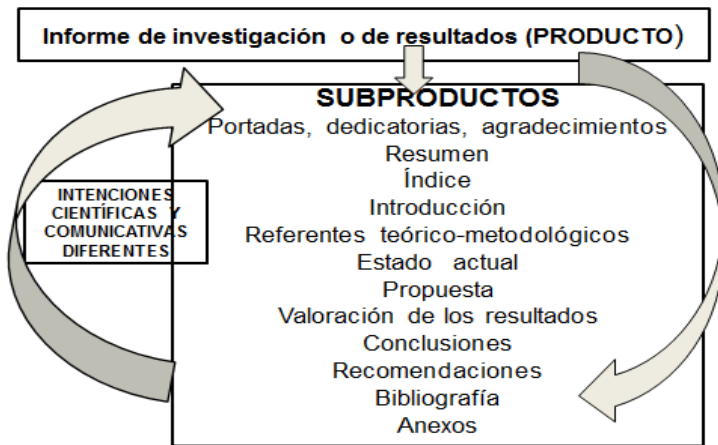 Informe de investigación o de resultados (PRODUCTO)
SUBPRODUCTOS
Portadas, dedicatorias, agradecimientos
Resumen
Índice
Introducción
Referentes teórico-metodológicos
Estado actual
Propuesta
Valoración de los resultados
Conclusiones
Recomendaciones
Bibliografía
Anexos
INTENCIONES
CIENTÍFICAS Y
COMUNICATIVAS
DIFERENTES